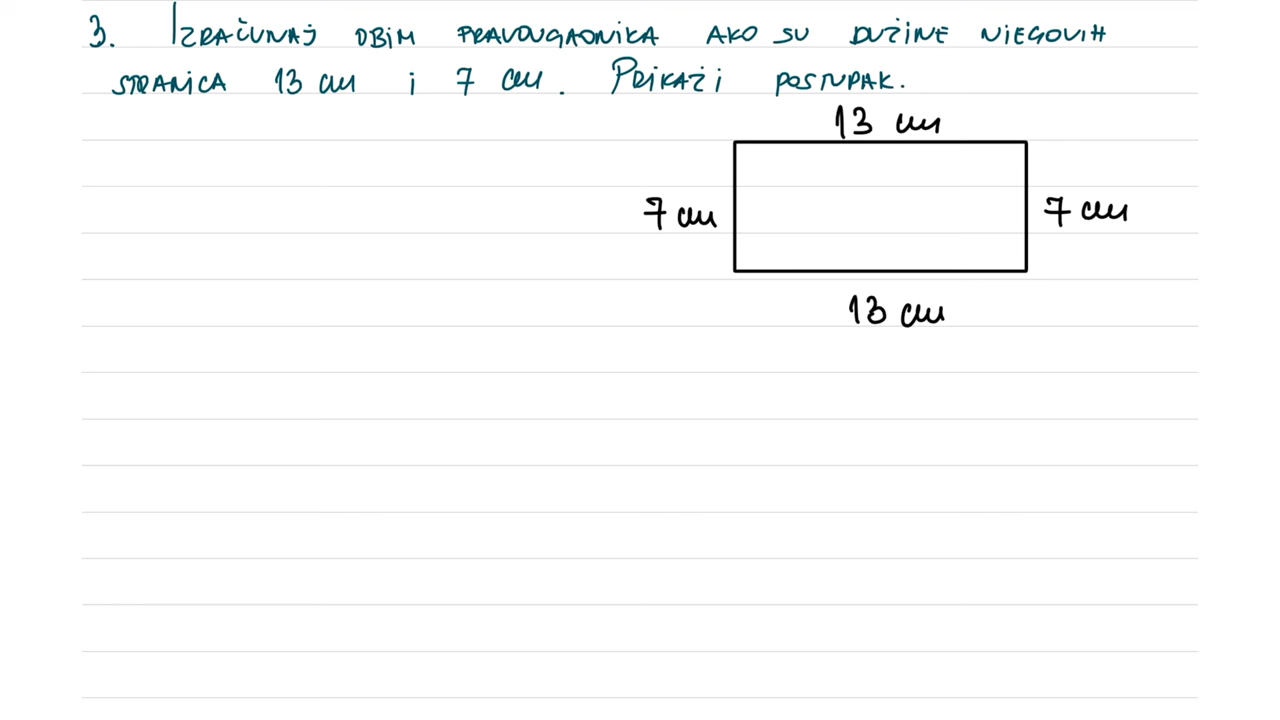 3. IZRAČUNAJ OBIM PRAVOUGAONIKA AKO SU DUŽINE NJEGOVIH
STRANICA 13 cm i 7 cm. PRIKAŽI POSTUPAK.
13 cm
7 cm
7 cm
13 cm